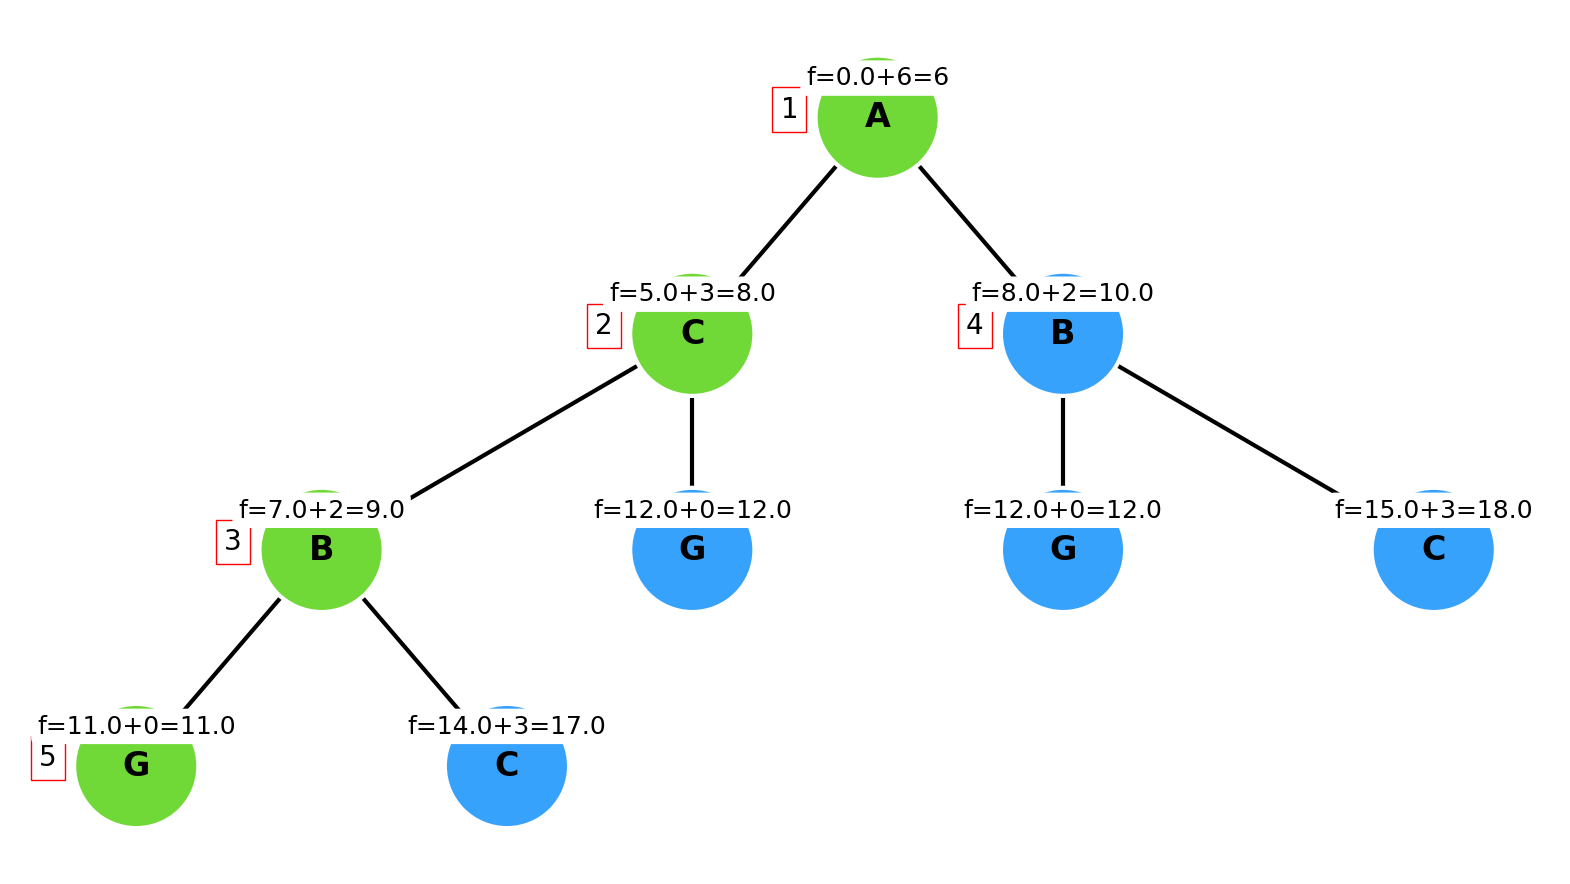 f=0.0+6=6
1
A
f=5.0+3=8.0
2
C
f=8.0+2=10.0
4
B
f=7.0+2=9.0
3
B
f=12.0+0=12.0
G
f=12.0+0=12.0
G
f=15.0+3=18.0
C
f=11.0+0=11.0
5
G
f=14.0+3=17.0
C